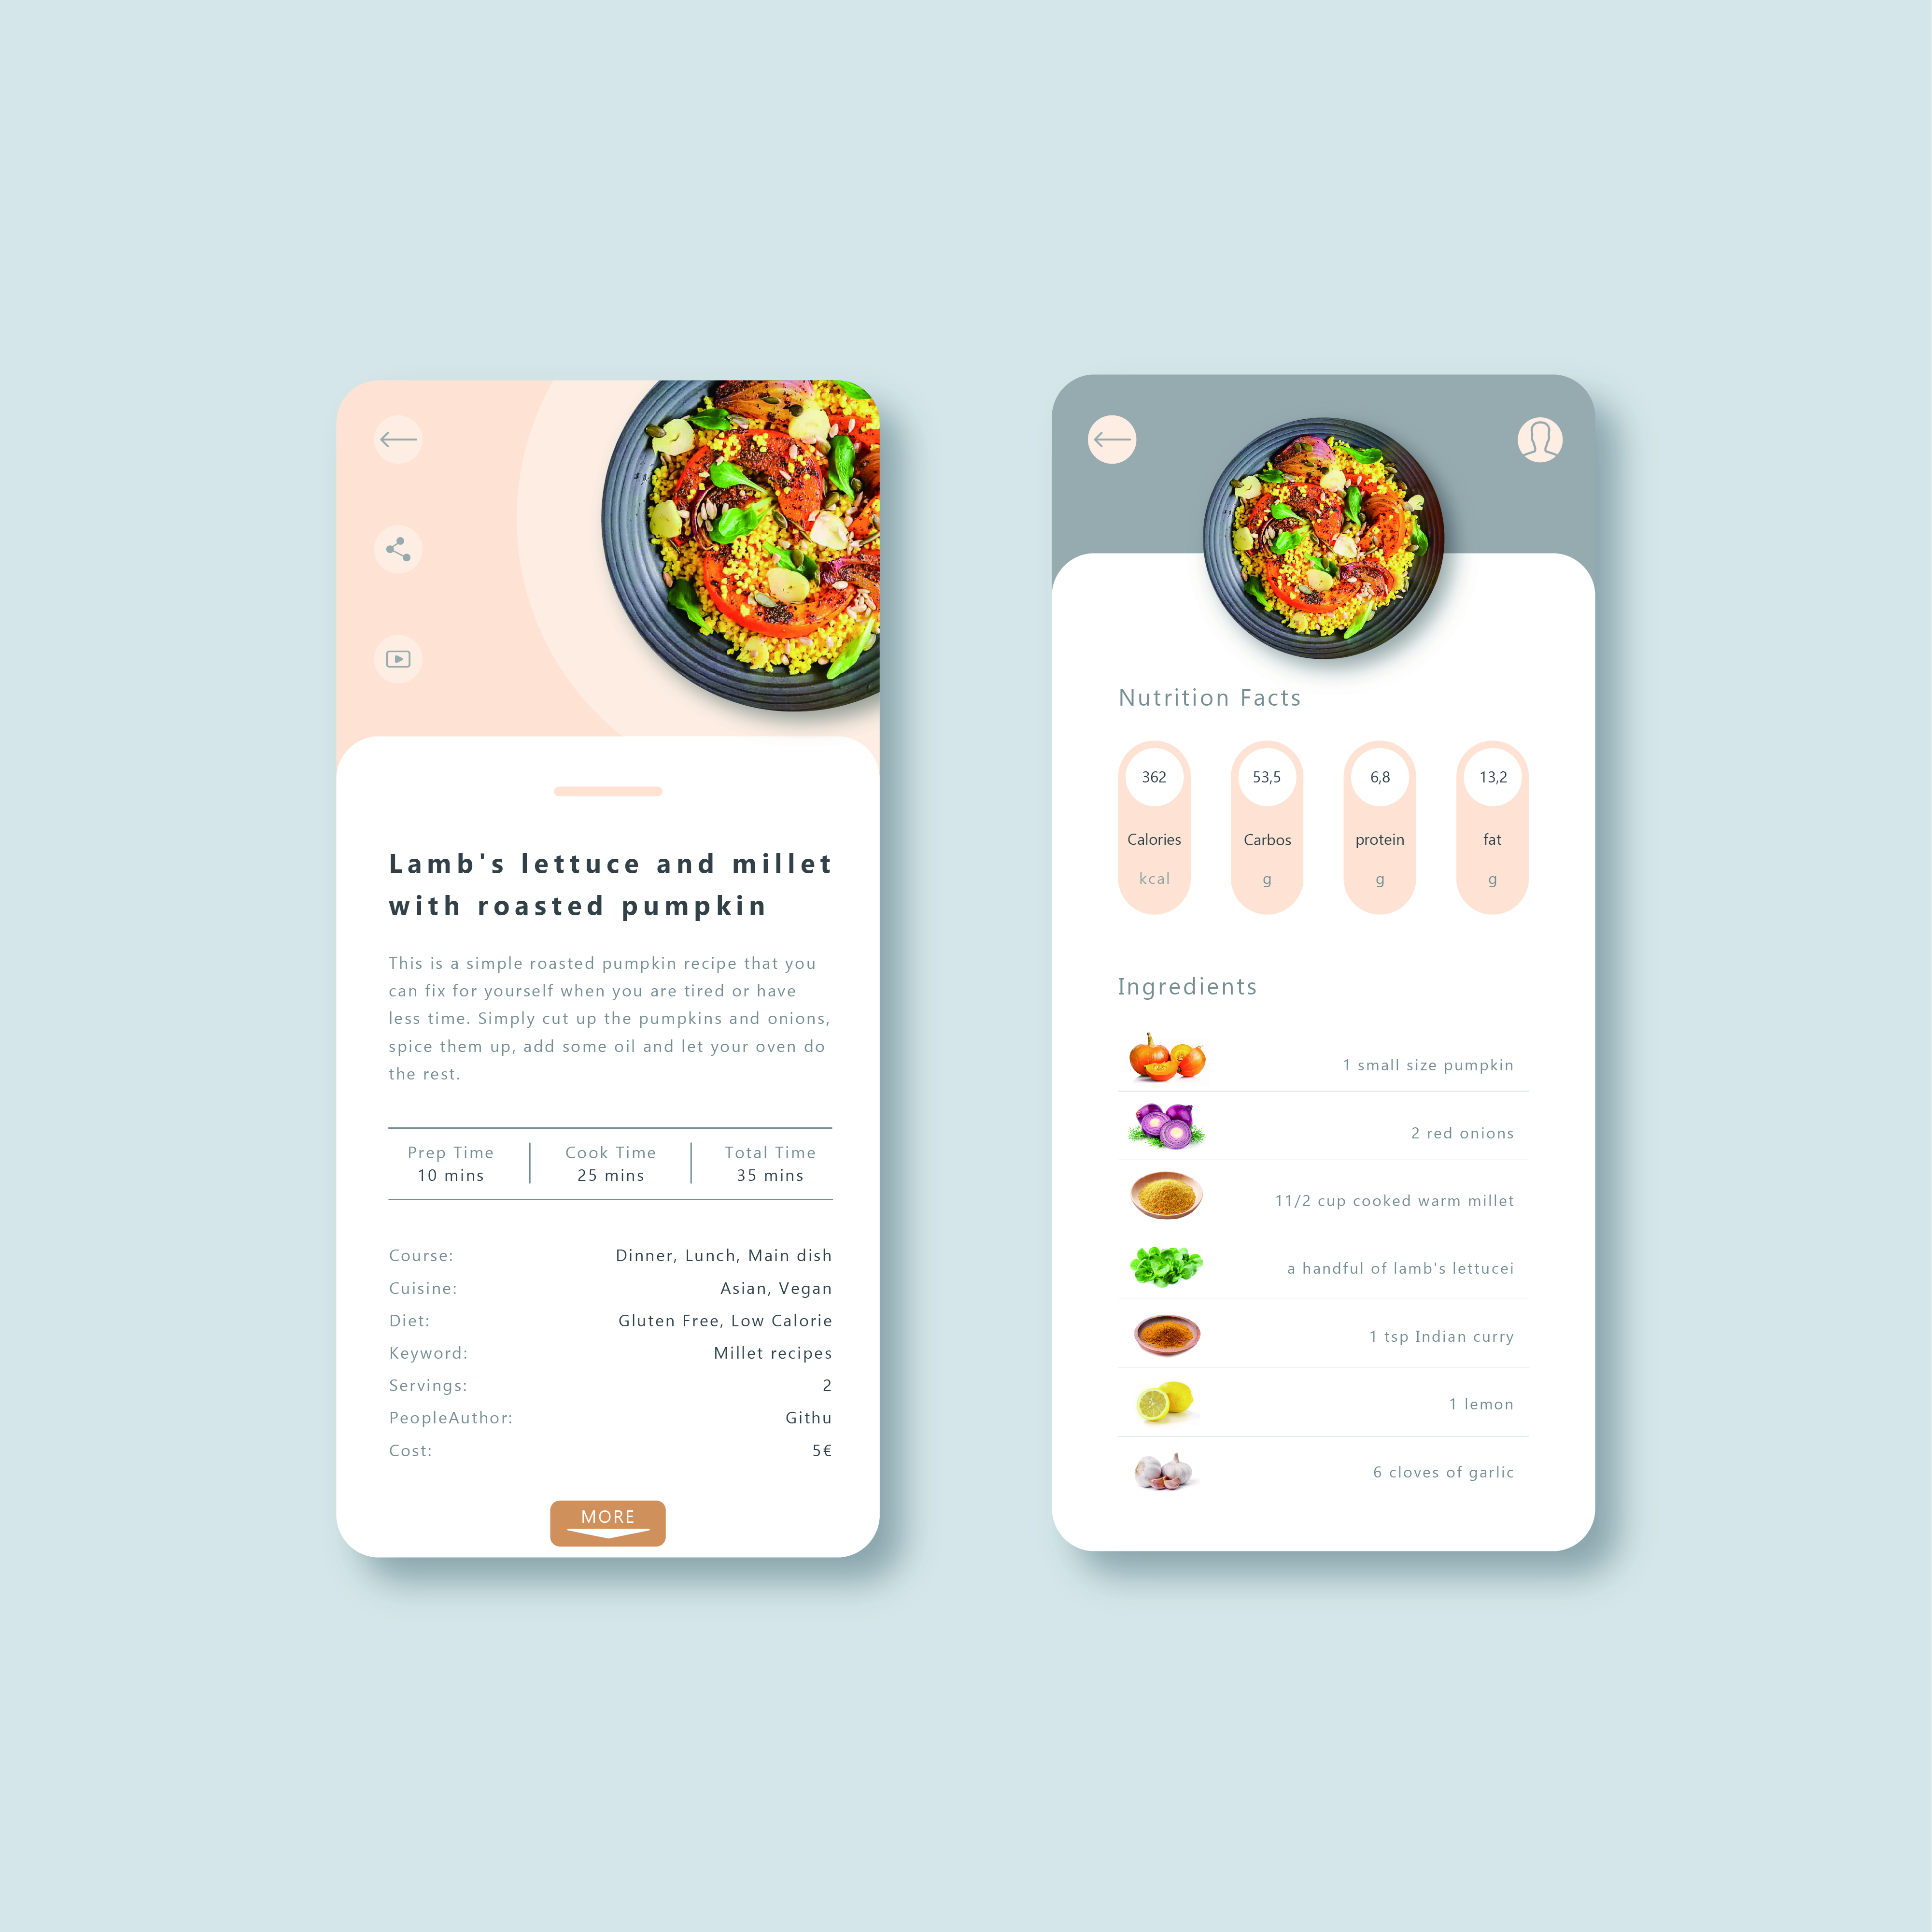 Lamb's lettuce and millet
with roasted pumpkin
This is a simple roasted pumpkin recipe that you
can fix for yourself when you are tired or have
less time. Simply cut up the pumpkins and onions,
spice them up, add some oil and let your oven do
the rest.
Prep Time
10 mins
Cook Time
25 mins
Total Time
35 mins
Course: Dinner, Lunch, Main dish
Cuisine: Asian, Vegan
Diet: Gluten Free, Low Calorie
Keyword: Millet recipes
Servings: 2
PeopleAuthor: Githu
Cost: 5€
MORE
Nutrition Facts
362
Calories
kcal
53,5
Carbos
g
6,8
protein
g
13,2
fat
g
Ingredients
1 small size pumpkin
2 red onions
11/2 cup cooked warm millet
a handful of lamb's lettucei
1 tsp Indian curry
1 lemon
6 cloves of garlic